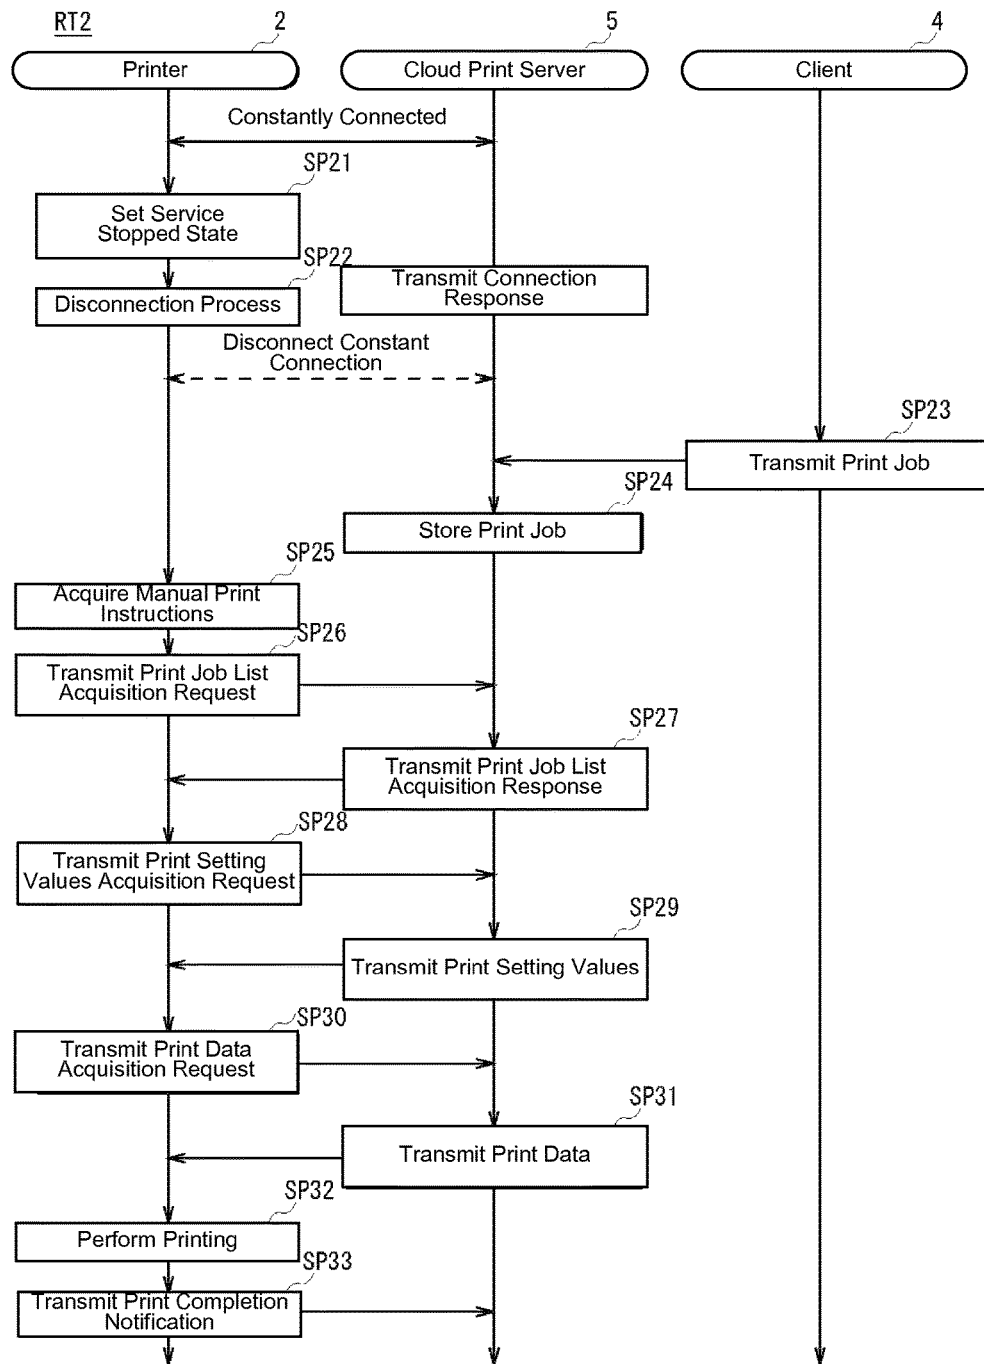 RT2
2
5
4
Printer
Cloud Print Server
Client
Constantly Connected
SP21
Set Service
Stopped State
SP22
Transmit Connection
Response
Disconnection Process
Disconnect Constant
Connection
SP23
Transmit Print Job
SP24
Store Print Job
SP25
Acquire Manual Print
Instructions
SP26
Transmit Print Job List
Acquisition Request
SP27
Transmit Print Job List
Acquisition Response
SP28
Transmit Print Setting
Values Acquisition Request
SP29
Transmit Print Setting Values
SP30
Transmit Print Data
Acquisition Request
SP31
Transmit Print Data
SP32
Perform Printing
SP33
Transmit Print Completion
Notification